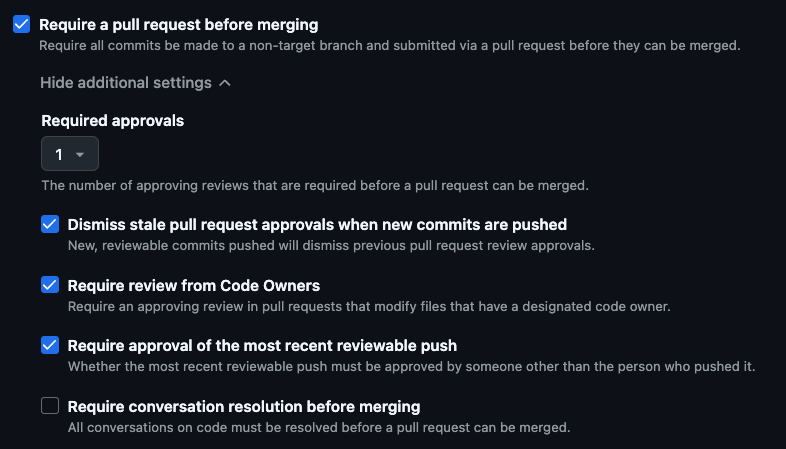 Require a pull request before merging
Require all commits be made to a non-target branch and submitted via a pull request before they can be merged.
Hide additional settings
Required approvals
1
The number of approving reviews that are required before a pull request can be merged.
Dismiss stale pull request approvals when new commits are pushed
New, reviewable commits pushed will dismiss previous pull request review approvals.
Require review from Code Owners
Require an approving review in pull requests that modify files that have a designated code owner.
Require approval of the most recent reviewable push
Whether the most recent reviewable push must be approved by someone other than the person who pushed it.
Require conversation resolution before merging
All conversations on code must be resolved before a pull request can be merged.